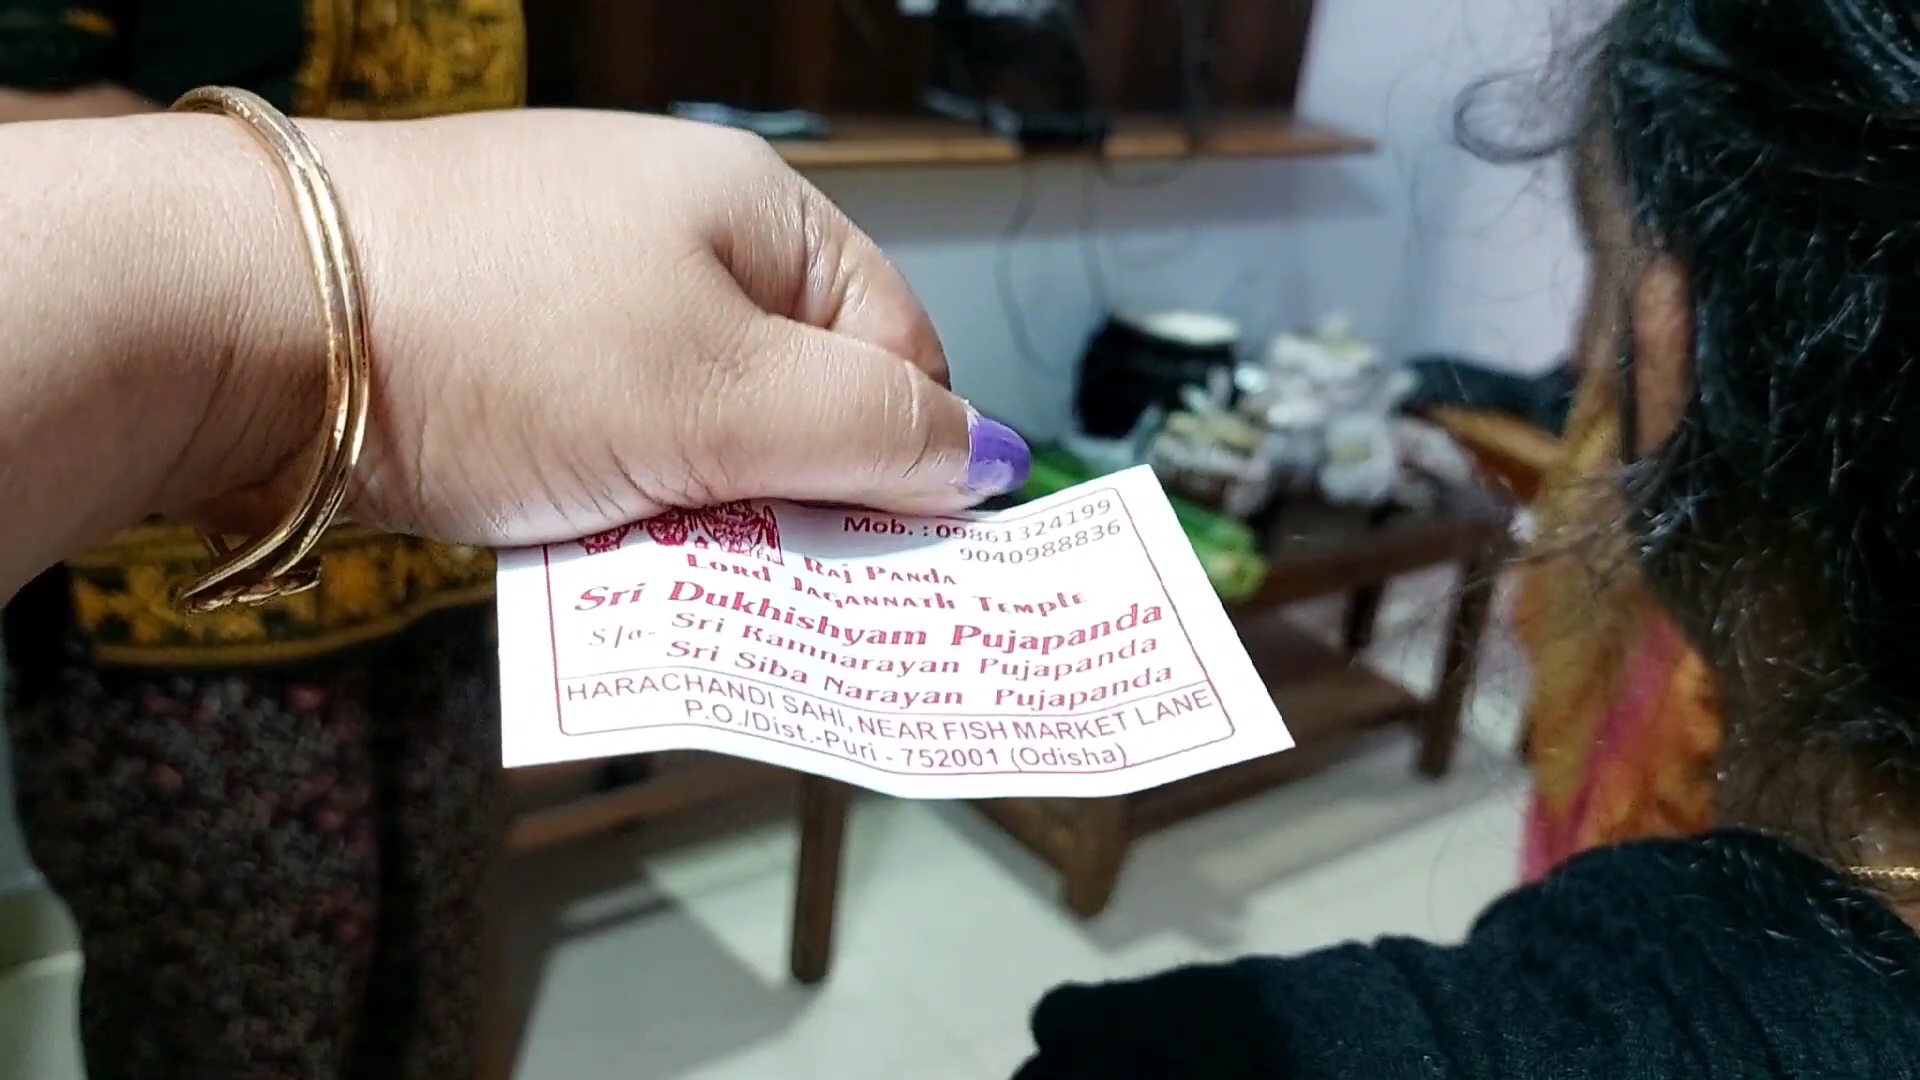 Mob. : 09861324199
9040988836
Raj Panda
Lord Jagannath Temple
Sri Dukhishyam Pujapanda
S/o- Sri Ramnarayan Pujapanda
Sri Siba Narayan Pujapanda
HARACHANDI SAHI, NEAR FISH MARKET LANE
P.O./Dist.-Puri - 752001 (Odisha)